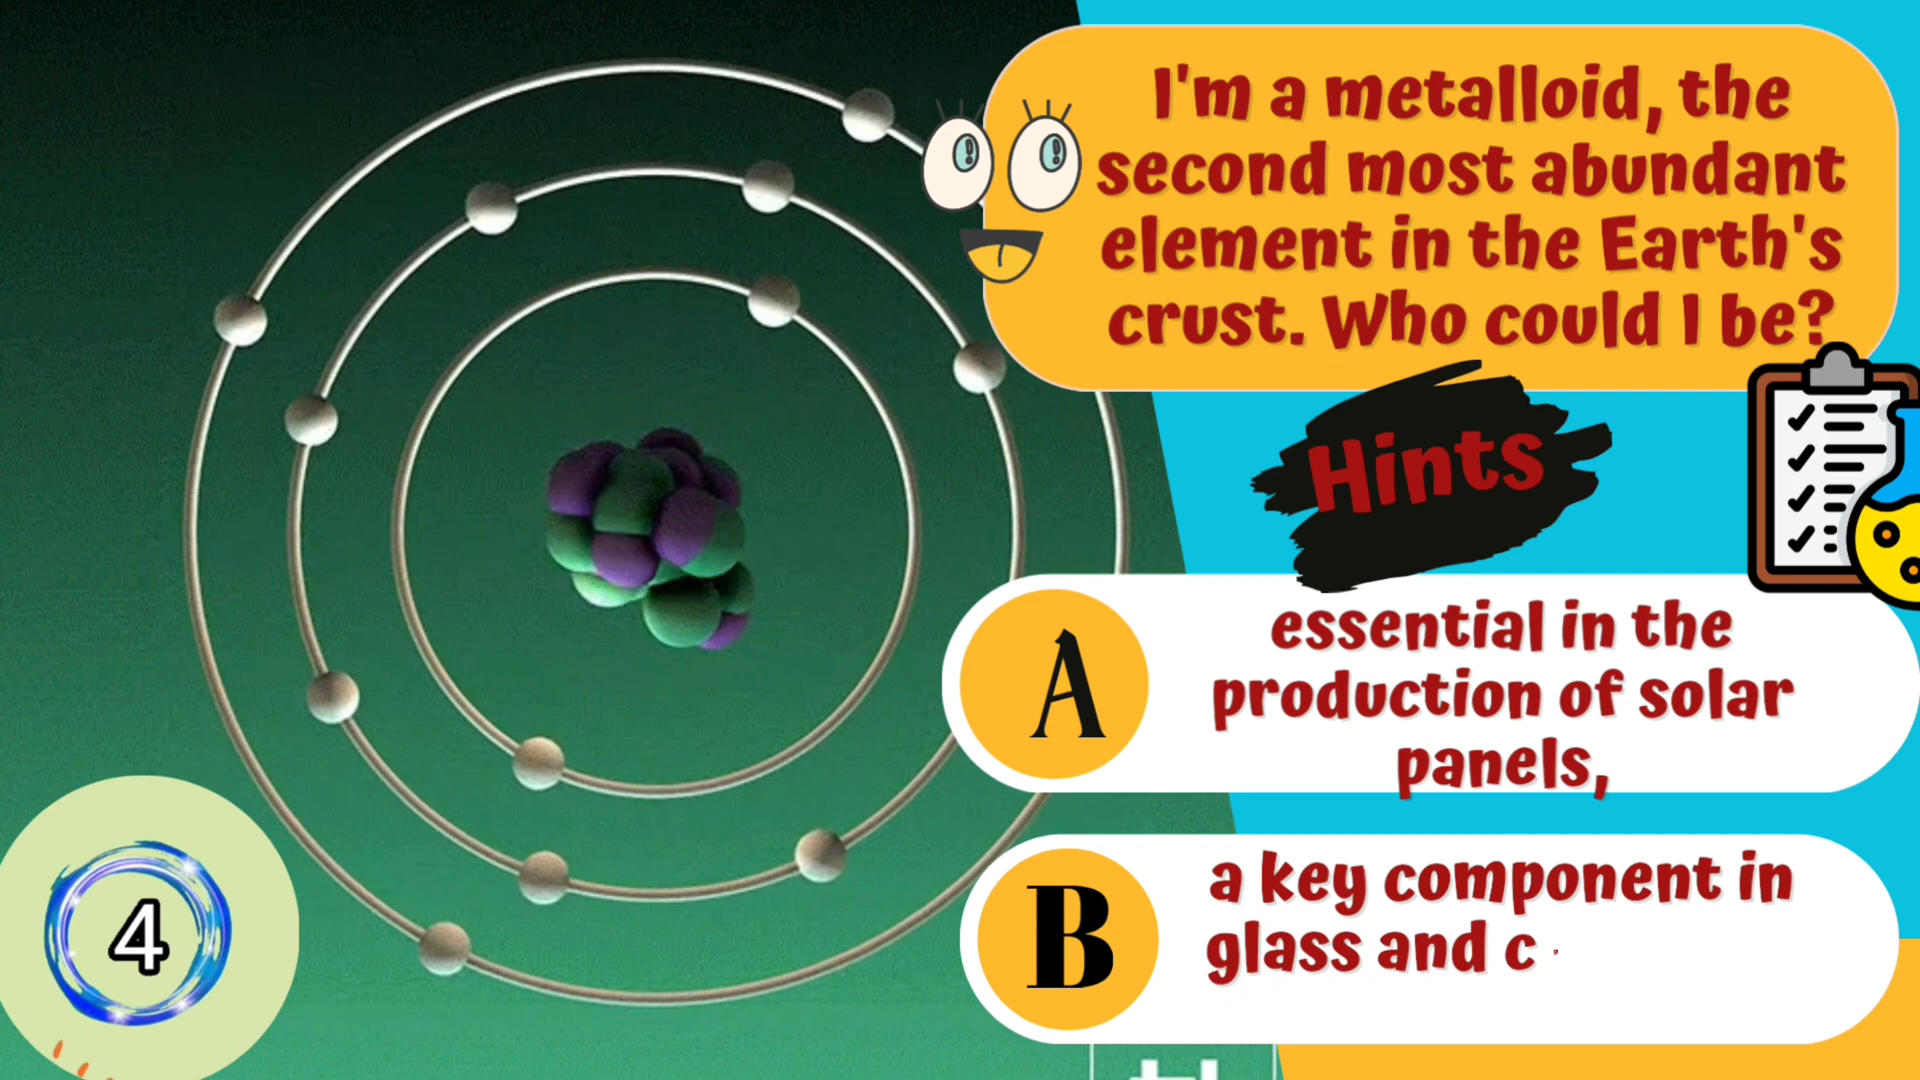 I'm a metalloid, the
second most abundant
element in the Earth's
crust. Who could I be?
Hints
A
essential in the
production of solar
panels,
B
a key component in
glass and c
4